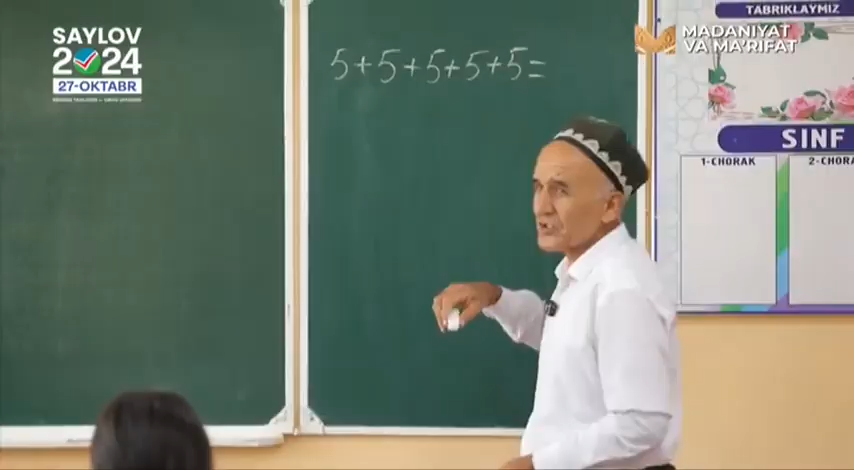 SAYLOV
2024
27-OKTABR
5+5+5+5+5=
MADANIYAT
VA MA'RIFAT
TABRIKLAYMIZ
SINF
1-CHORAK
2-CHORA